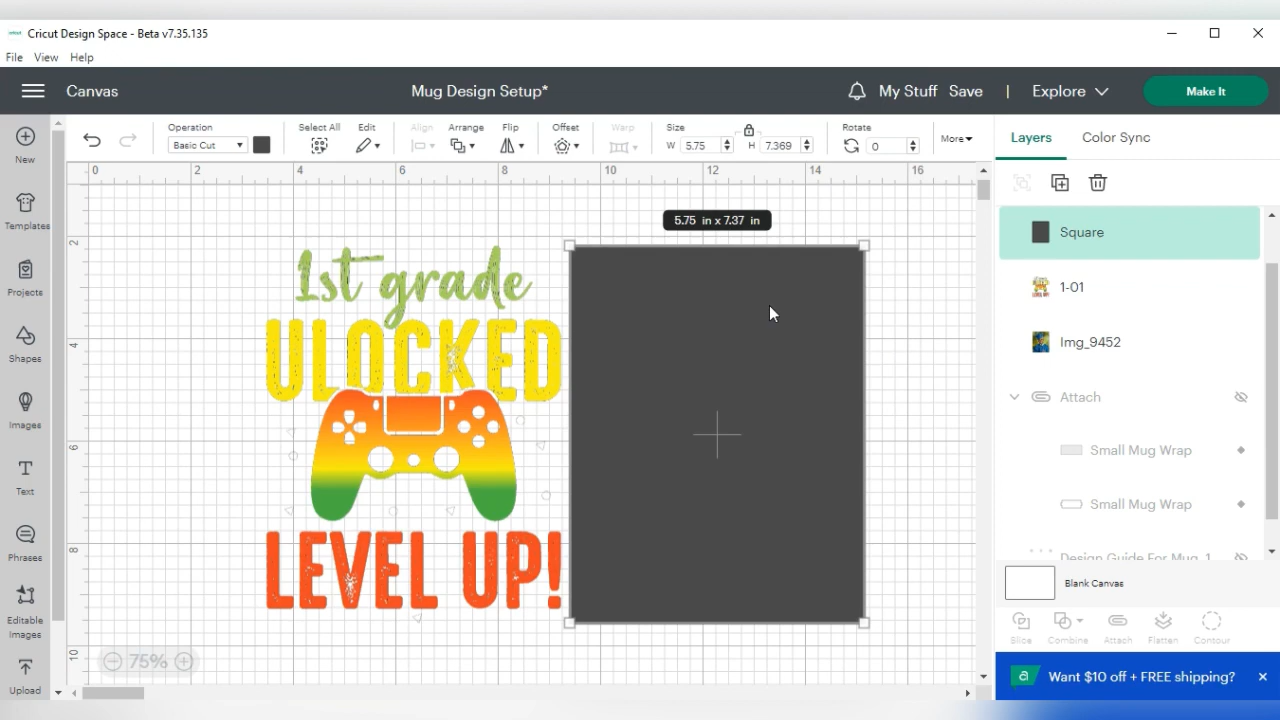 Cricut Design Space - Beta v7.35.135
File View Help
Canvas
Mug Design Setup*
My Stuff Save | Explore
Make It
Operation
Basic Cut
Select All
Edit
Align
Arrange
Flip
Offset
Warp
Size
W 5.75
H 7.369
Rotate
0
More
Layers
Color Sync
New
Templates
Projects
Shapes
Images
Text
Phrases
Editable
Images
Upload
0 2 4 6 8 10 12 14 16
2
4
6
8
10
5.75 in x 7.37 in
1st grade
ULOCKED
LEVEL UP!
75%
Square
1-01
Img_9452
Attach
Small Mug Wrap
Small Mug Wrap
Design Guide For Mug_1
Blank Canvas
Slice
Combine
Attach
Flatten
Contour
a
Want $10 off + FREE shipping?